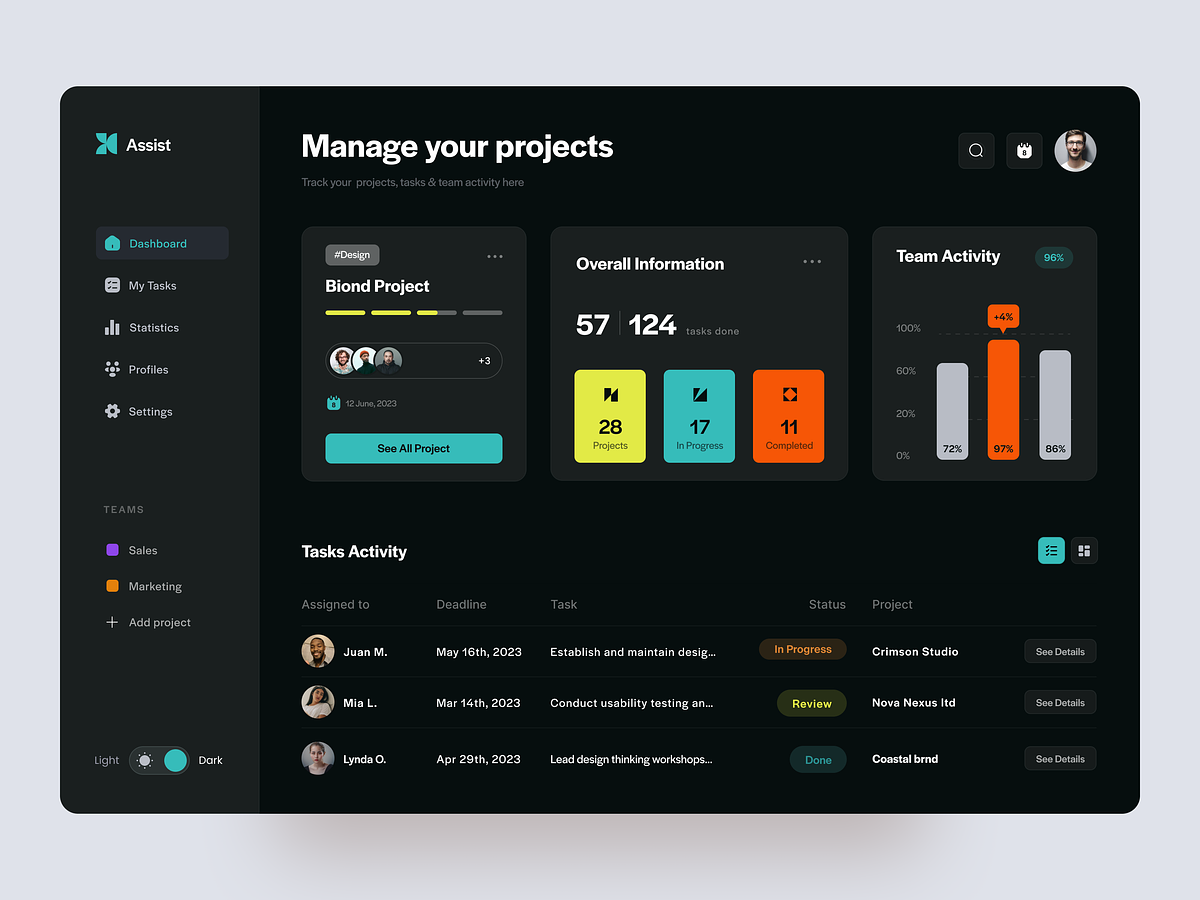 Assist
Dashboard
My Tasks
Statistics
Profiles
Settings
TEAMS
Sales
Marketing
Add project
Light
Dark
Manage your projects
Track your projects, tasks & team activity here
8
#Design
Biond Project
+3
8
12 June, 2023
See All Project
Overall Information
57 124 tasks done
28
Projects
17
In Progress
11
Completed
Team Activity
96%
+4%
100%
60%
20%
0%
72%
97%
86%
Tasks Activity
Assigned to Deadline Task Status Project
Juan M. May 16th, 2023 Establish and maintain desig... In Progress Crimson Studio See Details
Mia L. Mar 14th, 2023 Conduct usability testing an... Review Nova Nexus ltd See Details
Lynda O. Apr 29th, 2023 Lead design thinking workshops... Done Coastal brnd See Details